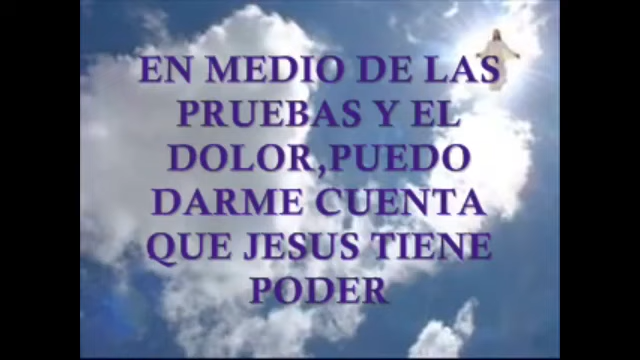 EN MEDIO DE LAS
PRUEBAS Y EL
DOLOR,PUEDO
DARME CUENTA
QUE JESUS TIENE
PODER